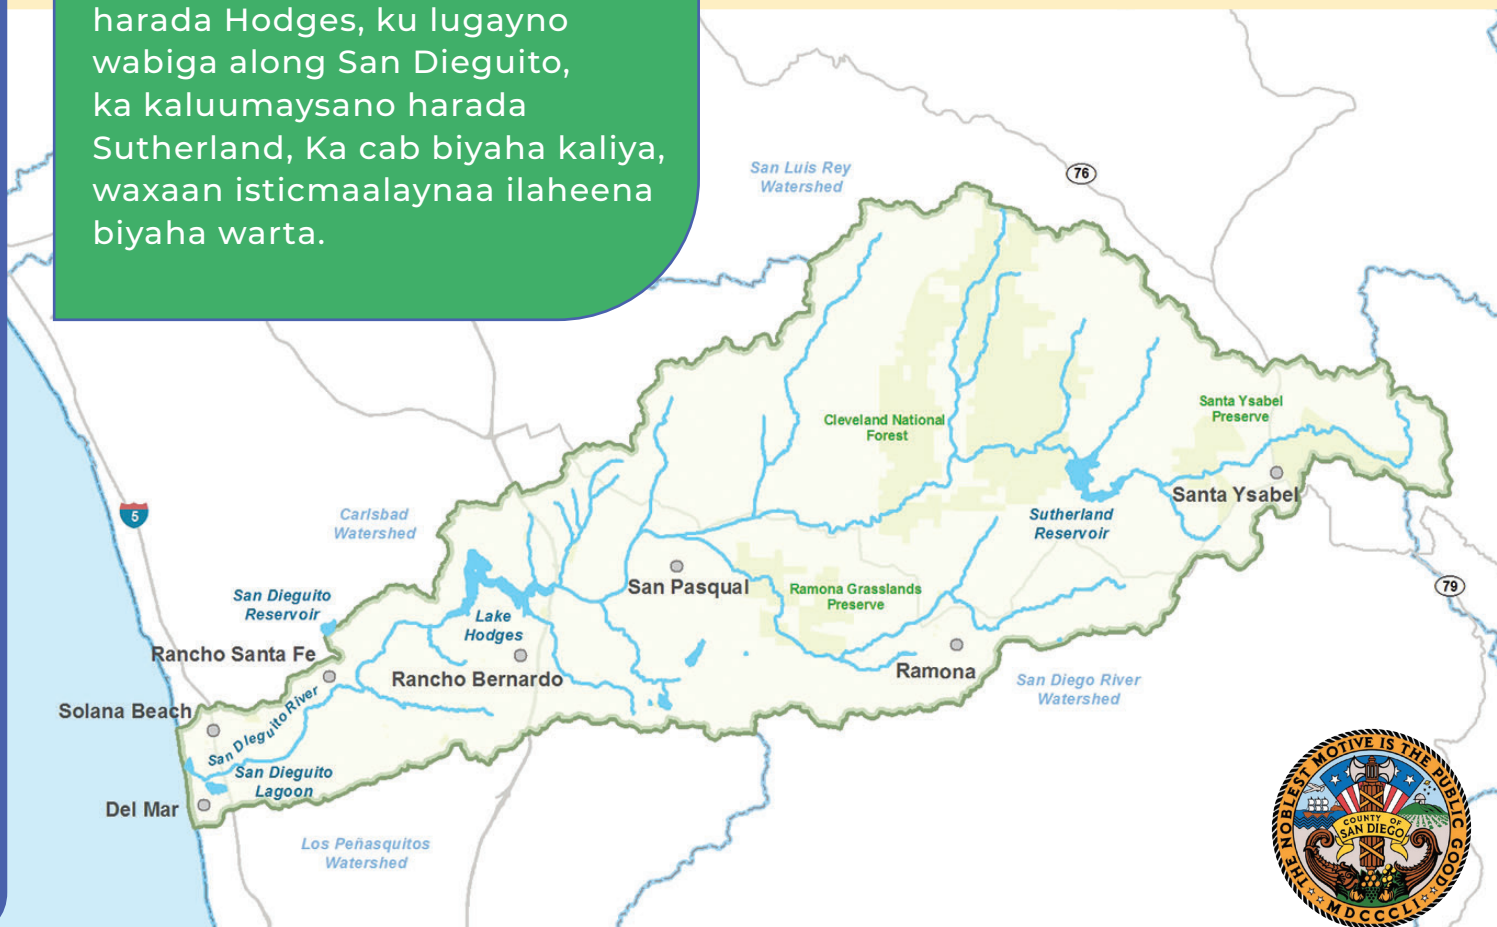 harada Hodges, ku lugayno
wabiga along San Dieguito,
ka kaluumaysano harada
Sutherland, Ka cab biyaha kaliya,
waxaan isticmaalaynaa ilaheena
biyaha warta.
San Luis Rey
Watershed
76
Cleveland National
Forest
Santa Ysabel
Preserve
Santa Ysabel
Sutherland
Reservoir
5
Carlsbad
Watershed
San Pasqual
Ramona Grasslands
Preserve
79
San Dieguito
Reservoir
Lake
Hodges
Rancho Santa Fe
Rancho Bernardo
Ramona
San Diego River
Watershed
Solana Beach
San Dieguito River
San Dieguito
Lagoon
Del Mar
Los Peñasquitos
Watershed
THE NOBLEST MOTIVE IS THE PUBLIC GOOD
COUNTY OF
SAN DIEGO
MDCCCLI